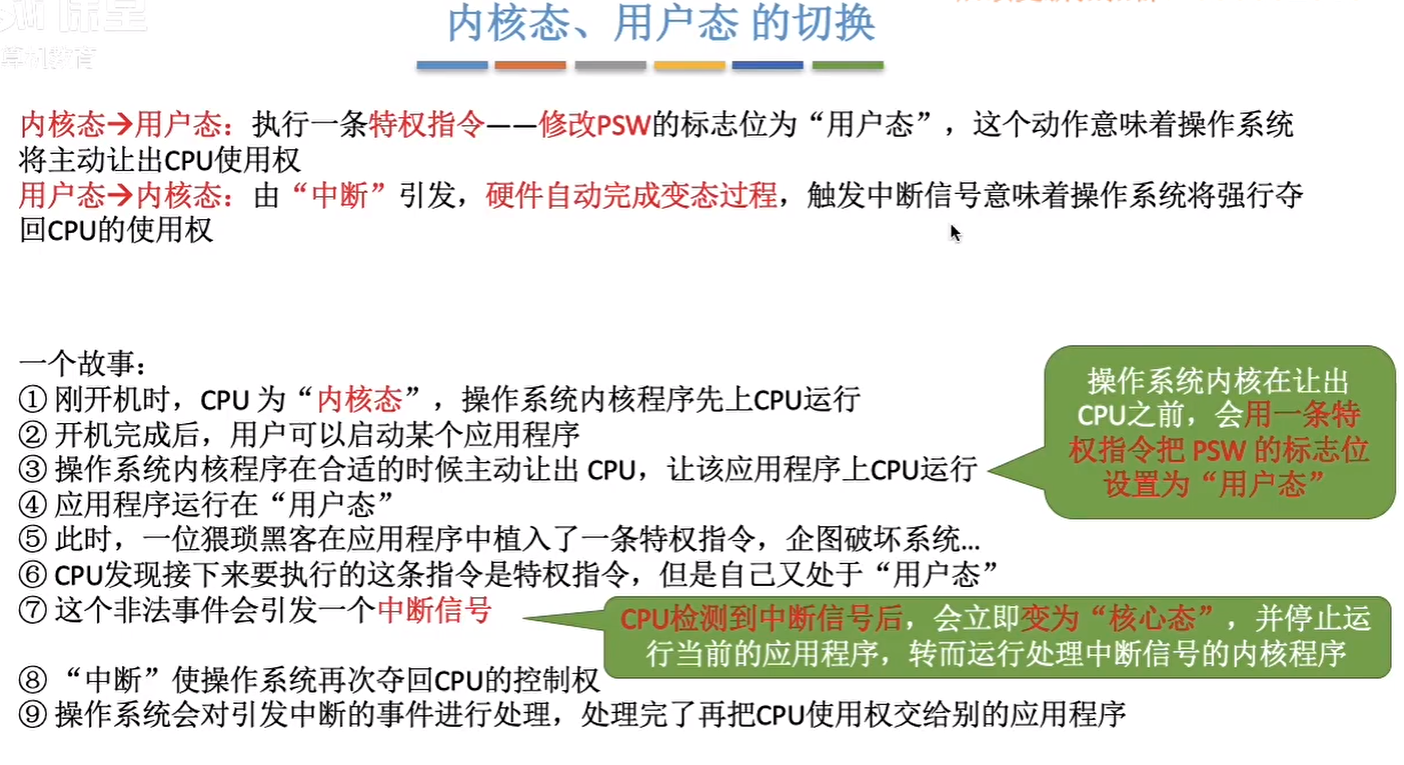 算机教育
内核态、用户态 的切换
内核态→用户态：执行一条特权指令——修改PSW的标志位为“用户态”，这个动作意味着操作系统
将主动让出CPU使用权
用户态→内核态：由“中断”引发，硬件自动完成变态过程，触发中断信号意味着操作系统将强行夺
回CPU的使用权
一个故事：
① 刚开机时，CPU 为“内核态”，操作系统内核程序先上CPU运行
② 开机完成后，用户可以启动某个应用程序
③ 操作系统内核程序在合适的时候主动让出 CPU，让该应用程序上CPU运行
操作系统内核在让出
CPU之前，会用一条特
权指令把 PSW 的标志位
设置为“用户态”
④ 应用程序运行在“用户态”
⑤ 此时，一位猥琐黑客在应用程序中植入了一条特权指令，企图破坏系统...
⑥ CPU发现接下来要执行的这条指令是特权指令，但是自己又处于“用户态”
⑦ 这个非法事件会引发一个中断信号
CPU检测到中断信号后，会立即变为“核心态”，并停止运
行当前的应用程序，转而运行处理中断信号的内核程序
⑧ “中断”使操作系统再次夺回CPU的控制权
⑨ 操作系统会对引发中断的事件进行处理，处理完了再把CPU使用权交给别的应用程序